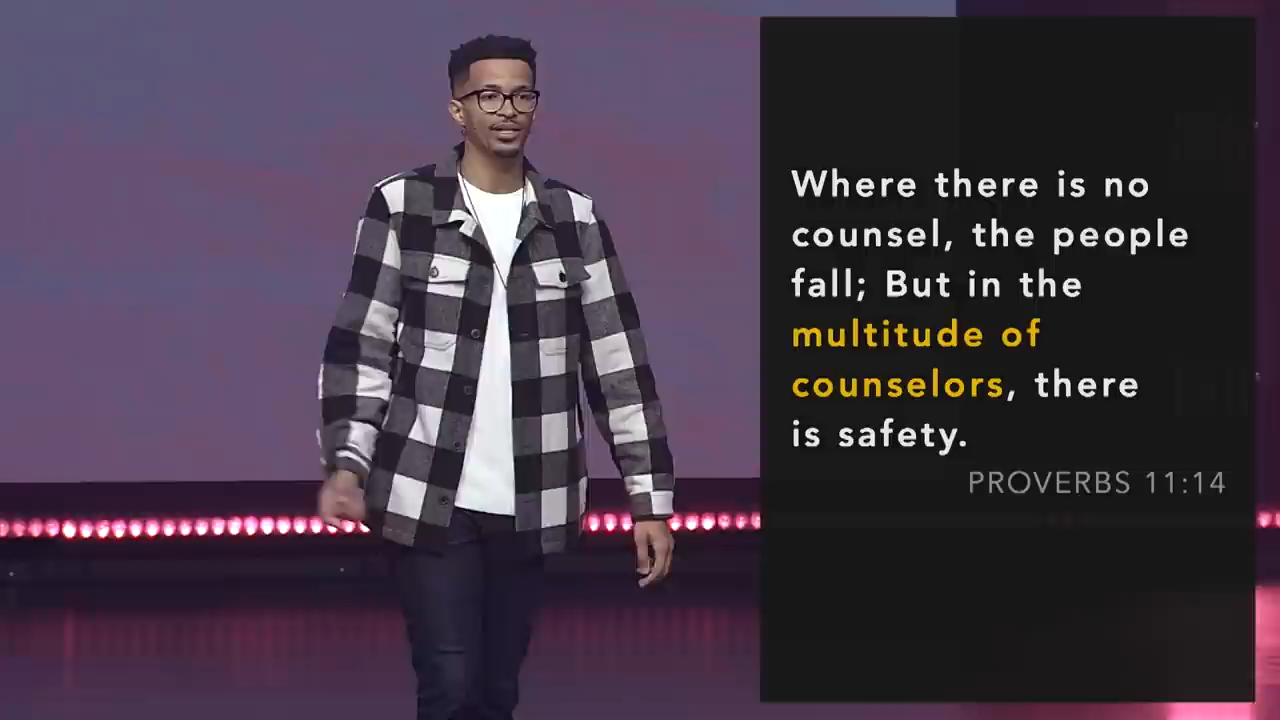 Where there is no
counsel, the people
fall; But in the
multitude of
counselors, there
is safety.
PROVERBS 11:14